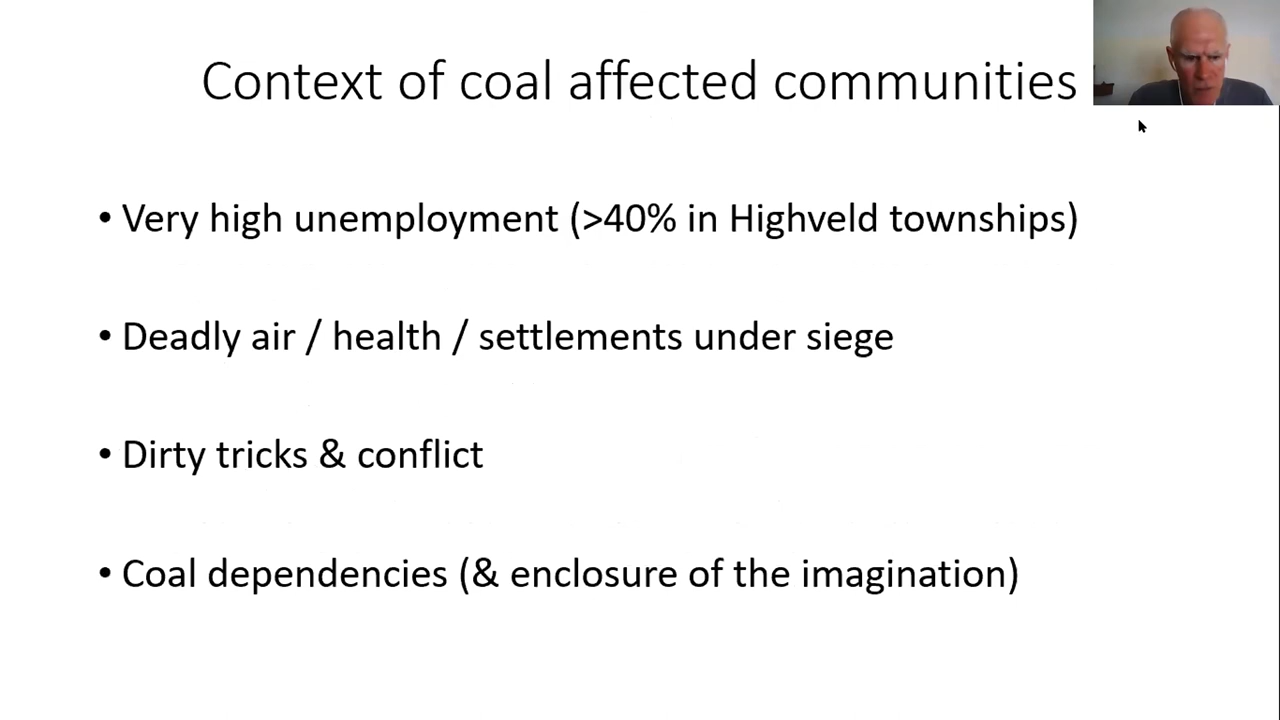 Context of coal affected communities
• Very high unemployment (>40% in Highveld townships)
• Deadly air / health / settlements under siege
• Dirty tricks & conflict
• Coal dependencies (& enclosure of the imagination)